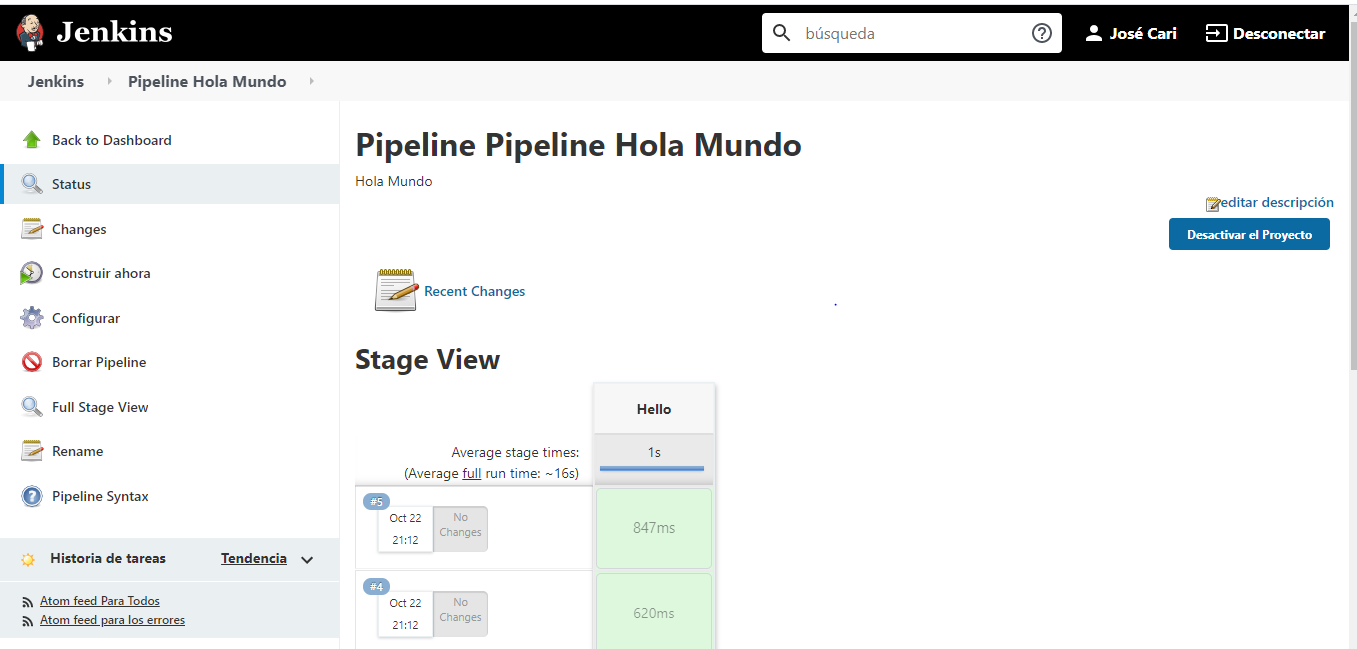 Jenkins
búsqueda
José Cari
Desconectar
Jenkins
Pipeline Hola Mundo
Back to Dashboard
Status
Changes
Construir ahora
Configurar
Borrar Pipeline
Full Stage View
Rename
Pipeline Syntax
Historia de tareas
Tendencia
Atom feed Para Todos
Atom feed para los errores
Pipeline Pipeline Hola Mundo
Hola Mundo
editar descripción
Desactivar el Proyecto
Recent Changes
Stage View
Hello
Average stage times:
1s
(Average full run time: ~16s)
#5
Oct 22
21:12
No
Changes
847ms
#4
Oct 22
21:12
No
Changes
620ms